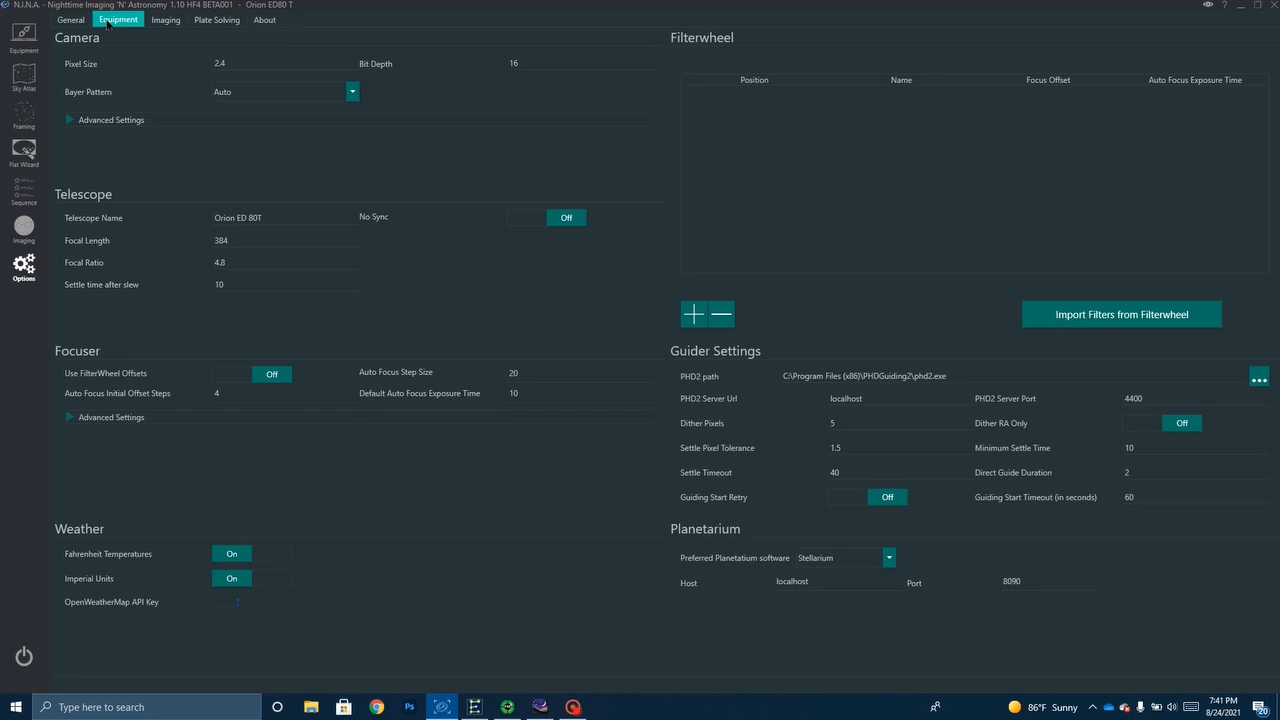 N.I.N.A. - Nighttime Imaging 'N' Astronomy 1.10 HF4 BETA001 - Orion ED80 T
General Equipment Imaging Plate Solving About
Equipment
Sky Atlas
Framing
Flat Wizard
Sequence
Imaging
Options
Camera
Pixel Size 2.4 Bit Depth 16
Bayer Pattern Auto
Advanced Settings
Telescope
Telescope Name Orion ED 80T No Sync Off
Focal Length 384
Focal Ratio 4.8
Settle time after slew 10
Focuser
Use FilterWheel Offsets Off Auto Focus Step Size 20
Auto Focus Initial Offset Steps 4 Default Auto Focus Exposure Time 10
Advanced Settings
Weather
Fahrenheit Temperatures On
Imperial Units On
OpenWeatherMap API Key ?
Filterwheel
Position Name Focus Offset Auto Focus Exposure Time
Import Filters from Filterwheel
Guider Settings
PHD2 path C:\Program Files (x86)\PHDGuiding2\phd2.exe ...
PHD2 Server Url localhost PHD2 Server Port 4400
Dither Pixels 5 Dither RA Only Off
Settle Pixel Tolerance 1.5 Minimum Settle Time 10
Settle Timeout 40 Direct Guide Duration 2
Guiding Start Retry Off Guiding Start Timeout (in seconds) 60
Planetarium
Preferred Planetatium software Stellarium
Host localhost Port 8090
Type here to search
86°F Sunny
7:41 PM
8/24/2021
20